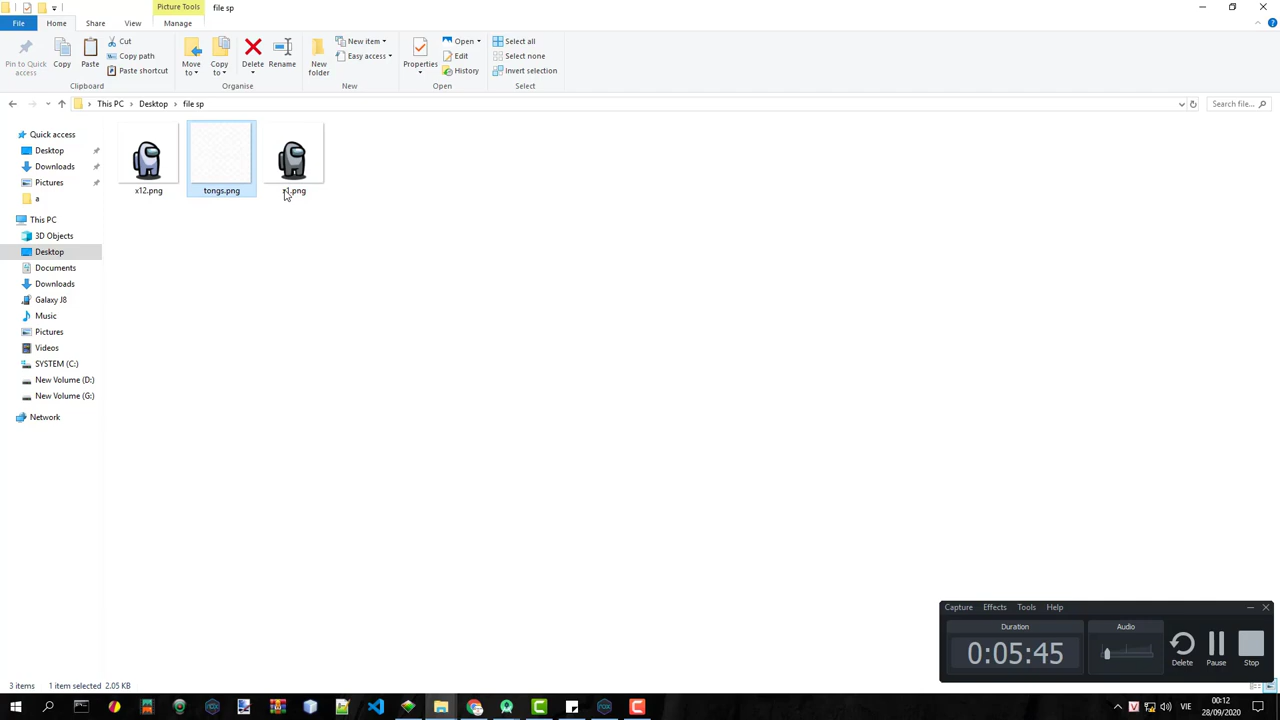 Picture Tools
file sp
File
Home
Share
View
Manage
Pin to Quick access
Copy
Paste
Cut
Copy path
Paste shortcut
Clipboard
Move to
Copy to
Delete
Rename
Organise
New folder
New item
Easy access
New
Properties
Open
Edit
History
Open
Select all
Select none
Invert selection
Select
This PC
Desktop
file sp
Search file...
Quick access
Desktop
Downloads
Pictures
a
This PC
3D Objects
Desktop
Documents
Downloads
Galaxy J8
Music
Pictures
Videos
SYSTEM (C:)
New Volume (D:)
New Volume (G:)
Network
x12.png
tongs.png
Capture
Effects
Tools
Help
Duration
Audio
0:05:45
Delete
Pause
Stop
3 items
1 item selected 2,05 KB
VIE
00:12
28/09/2020